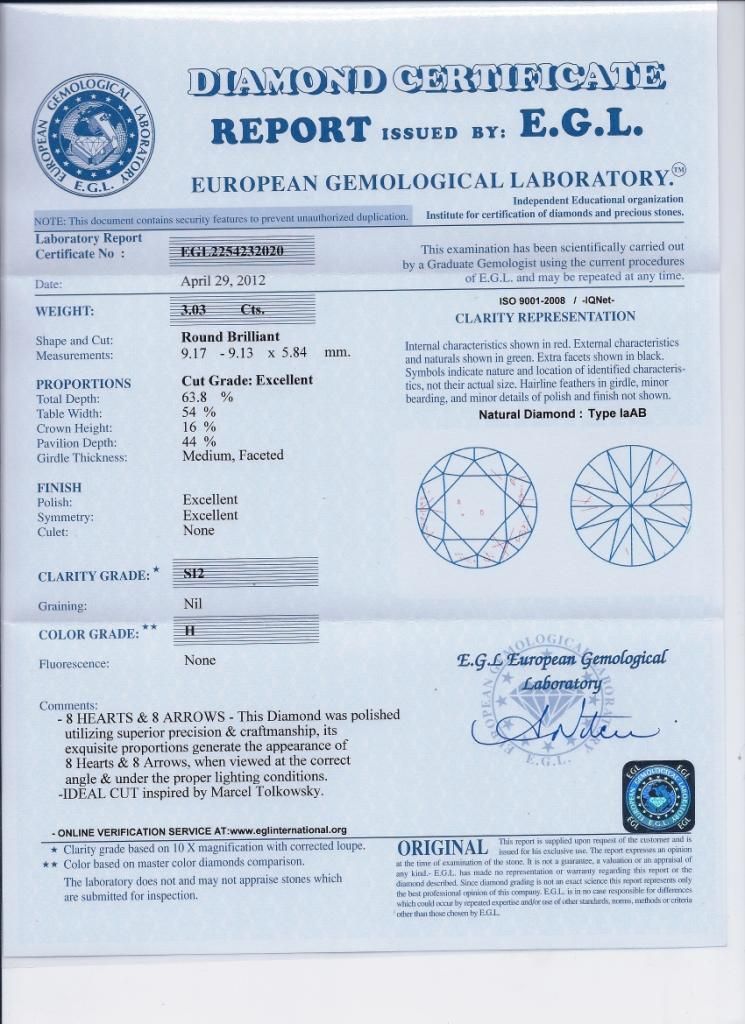 DIAMOND CERTIFICATE
REPORT ISSUED BY: E.G.L.
EUROPEAN GEMOLOGICAL LABORATORY.™
EUROPEAN GEMOLOGICAL LABORATORY
E.G.L.
Independent Educational organization
Institute for certification of diamonds and precious stones.
NOTE: This document contains security features to prevent unauthorized duplication.
Laboratory Report
Certificate No : EGL2254232020
Date: April 29, 2012
WEIGHT: 3.03 Cts.
Shape and Cut: Round Brilliant
Measurements: 9.17 - 9.13 x 5.84 mm.
PROPORTIONS Cut Grade: Excellent
Total Depth: 63.8 %
Table Width: 54 %
Crown Height: 16 %
Pavilion Depth: 44 %
Girdle Thickness: Medium, Faceted
FINISH
Polish: Excellent
Symmetry: Excellent
Culet: None
CLARITY GRADE: * SI2
Graining: Nil
COLOR GRADE: ** H
Fluorescence: None
Comments:
- 8 HEARTS & 8 ARROWS - This Diamond was polished
utilizing superior precision & craftmanship, its
exquisite proportions generate the appearance of
8 Hearts & 8 Arrows, when viewed at the correct
angle & under the proper lighting conditions.
-IDEAL CUT inspired by Marcel Tolkowsky.
- ONLINE VERIFICATION SERVICE AT:www.eglinternational.org
★ Clarity grade based on 10 X magnification with corrected loupe.
★★ Color based on master color diamonds comparison.
The laboratory does not and may not appraise stones which
are submitted for inspection.
This examination has been scientifically carried out
by a Graduate Gemologist using the current procedures
of E.G.L. and may be repeated at any time.
ISO 9001-2008 / -IQNet-
CLARITY REPRESENTATION
Internal characteristics shown in red. External characteristics
and naturals shown in green. Extra facets shown in black.
Symbols indicate nature and location of identified characteris-
tics, not their actual size. Hairline feathers in girdle, minor
bearding, and minor details of polish and finish not shown.
Natural Diamond : Type IaAB
E.G.L European Gemological
Laboratory
EUROPEAN GEMOLOGICAL LABORATORY
E.G.L.
EGL
EGL
EUROPEAN GEMOLOGICAL LABORATORY
E.G.L.
EGL
EGL
ORIGINAL This report is supplied upon request of the customer and is
issued for his exclusive use. The report expresses an opinion
at the time of examination of the stone. It is not a guarantee, a valuation or an appraisal of
any kind.- E.G.L. has made no representation or warranty regarding this report or the
diamond described. Since diamond grading is not an exact science this report represents only
the best professional opinion of this company. E.G.L. is in no case responsible for differences
which could occur by repeated expertise and/or use of other standards, norms, methods or criteria
other than those chosen by E.G.L.